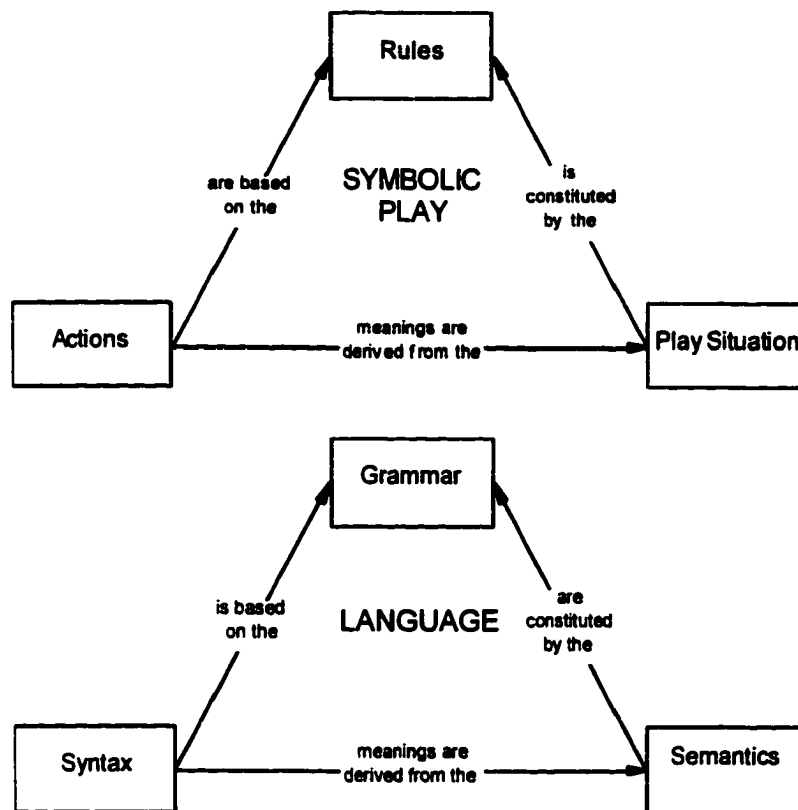 Rules
are based
on the
SYMBOLIC
PLAY
is
constituted
by the
Actions
meanings are
derived from the
Play Situation
Grammar
is based
on the
LANGUAGE
are
constituted
by the
Syntax
meanings are
derived from the
Semantics